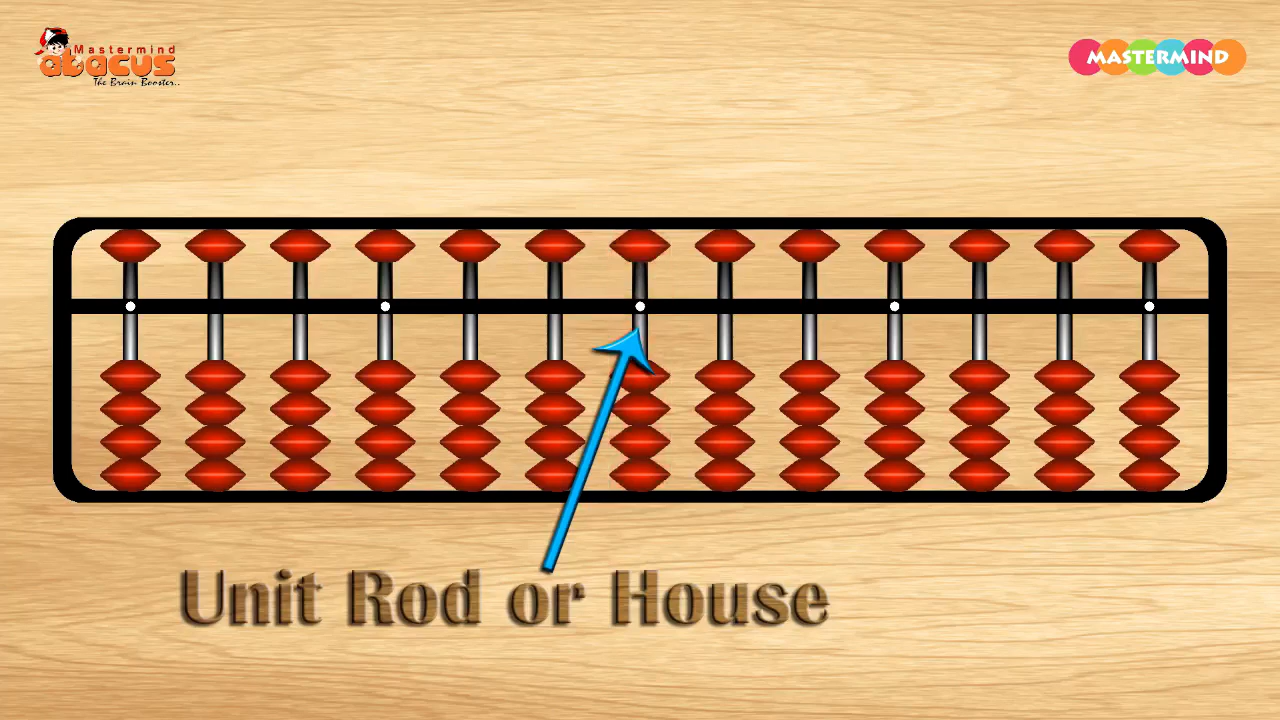 Mastermind
abacus
The Brain Booster..
MASTERMIND
Unit Rod or House